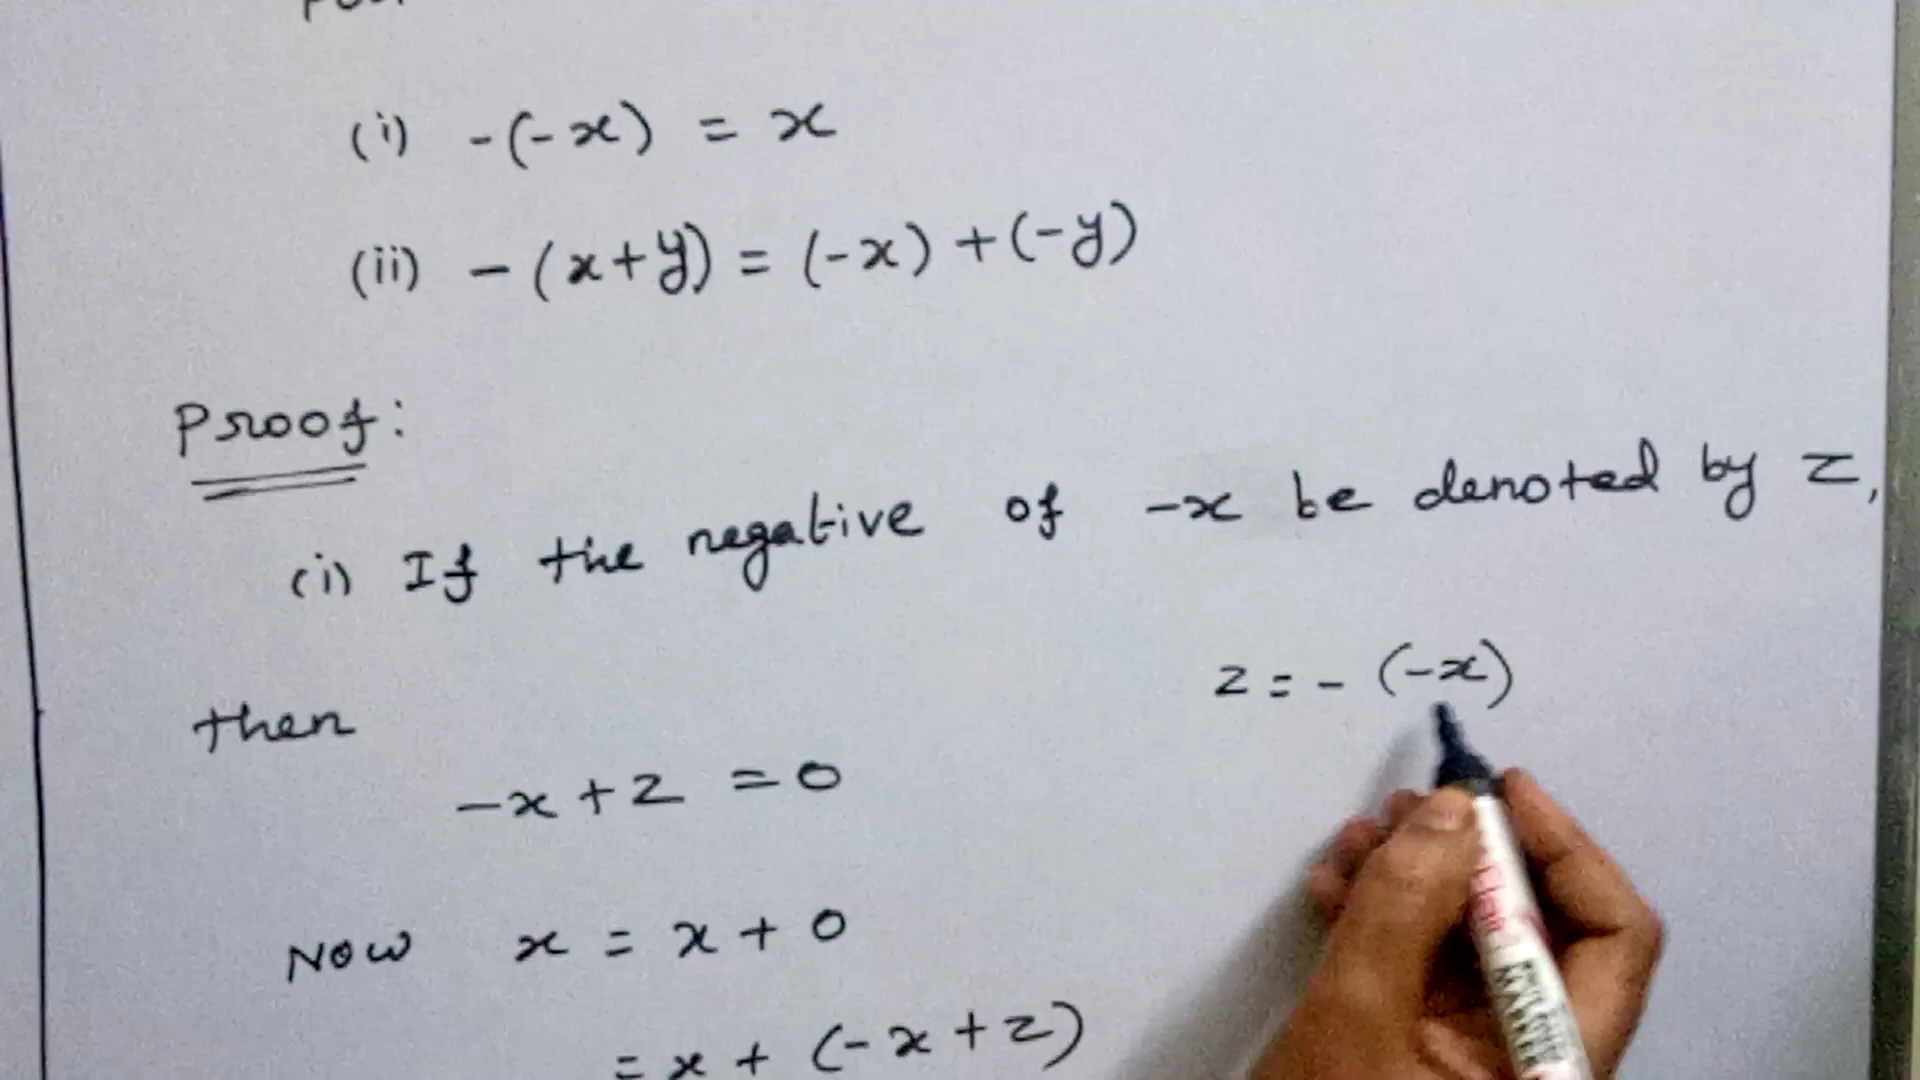 (i) -(-x) = x
(ii) -(x+y) = (-x)+(-y)
Proof:
(i) If the negative of -x be denoted by z,
z = -(-x)
then
-x+z = 0
Now x = x+0
= x + (-x+z)